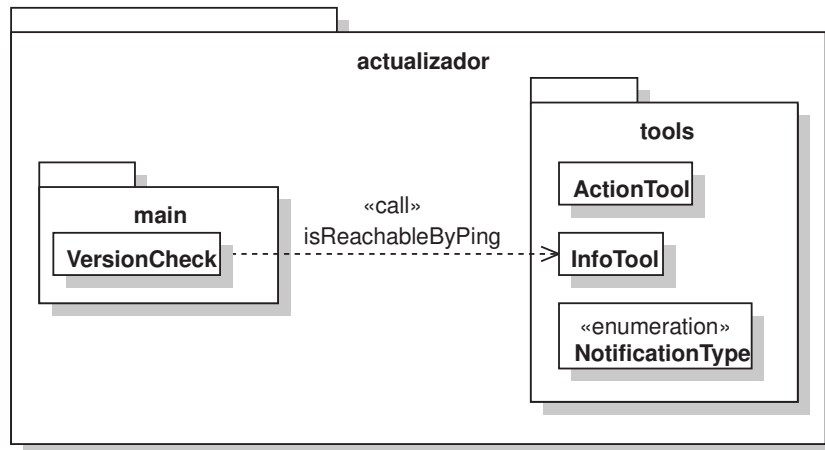 actualizador
tools
ActionTool
main
«call»
isReachableByPing
VersionCheck
InfoTool
«enumeration»
NotificationType